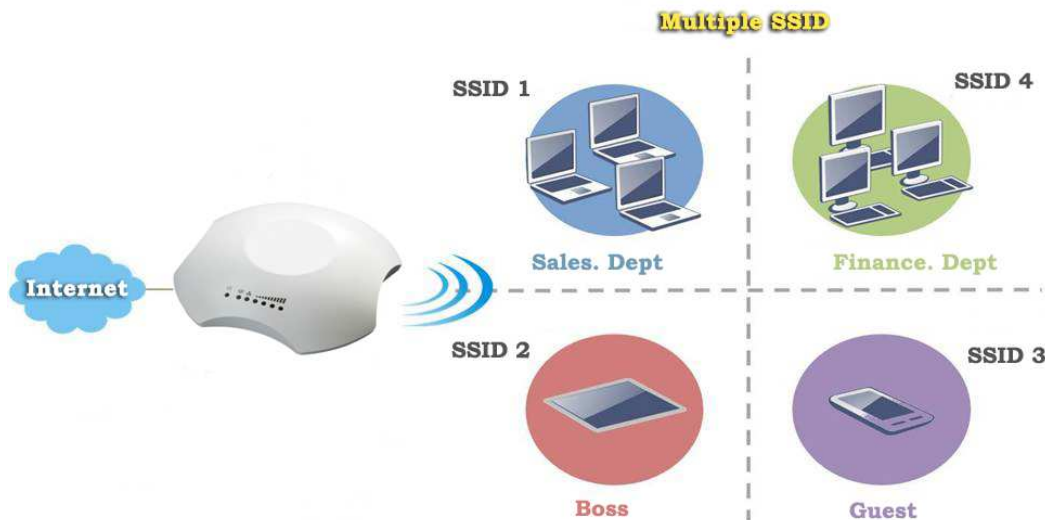 Multiple SSID
SSID 1
SSID 4
Sales. Dept
Finance. Dept
Internet
SSID 2
SSID 3
Boss
Guest